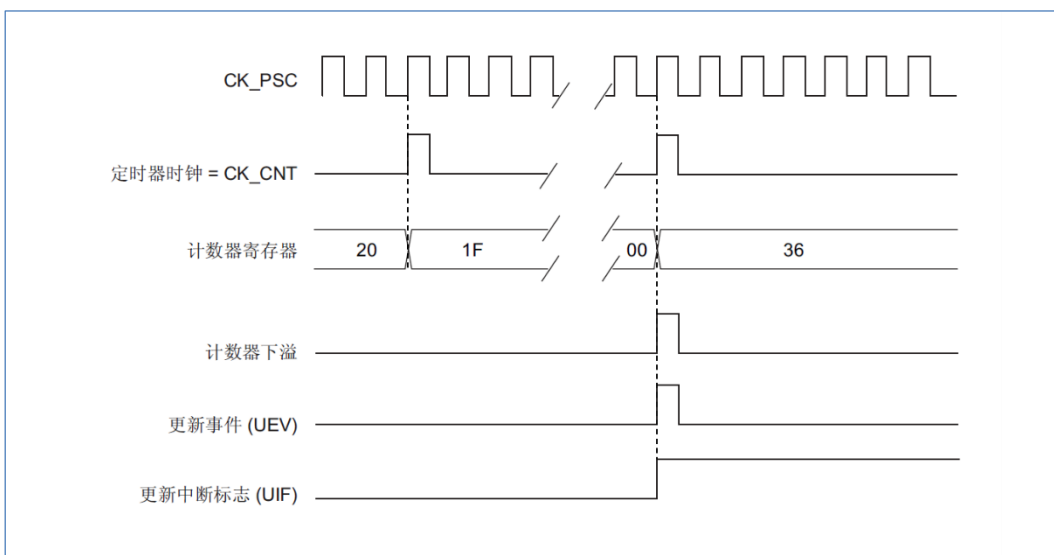 CK_PSC
定时器时钟 = CK_CNT
计数器寄存器 20 1F 00 36
计数器下溢
更新事件 (UEV)
更新中断标志 (UIF)